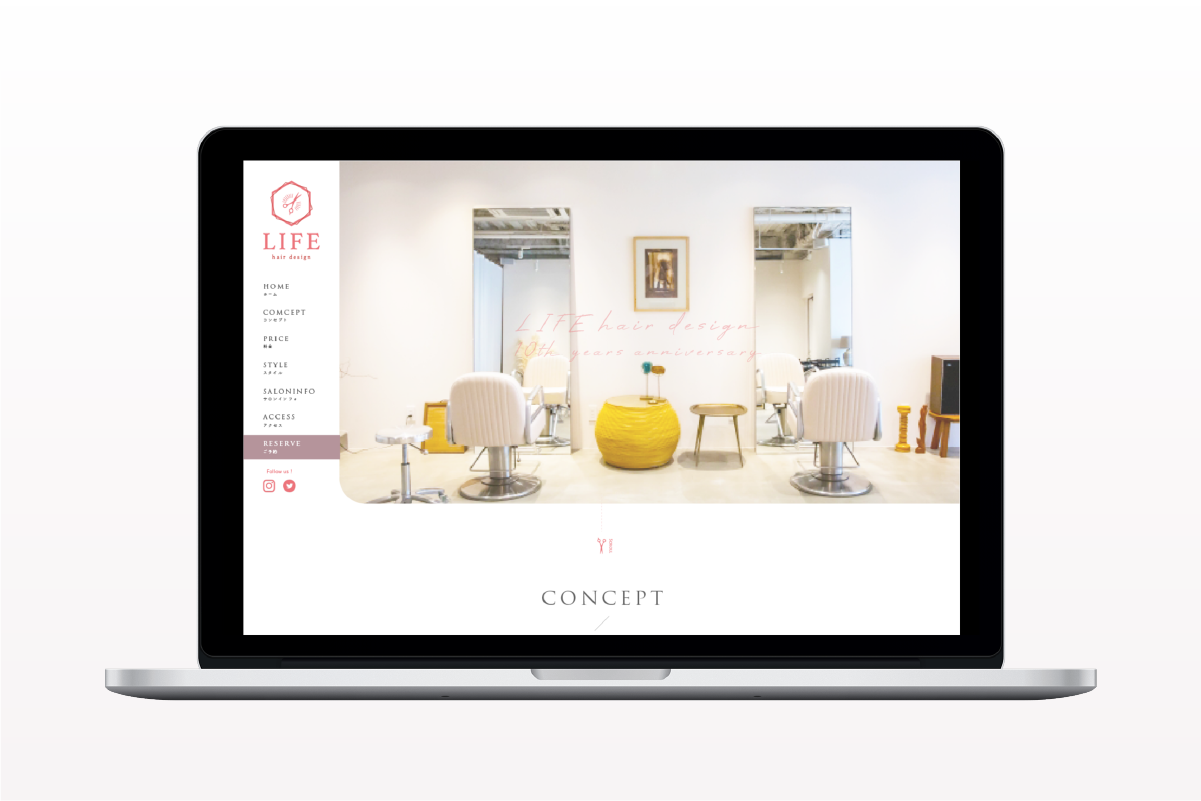 LIFE
hair design
HOME
ホーム
COMCEPT
コンセプト
PRICE
料金
STYLE
スタイル
SALONINFO
サロンインフォ
ACCESS
アクセス
RESERVE
ご予約
Follow us !
LIFE hair design
10th years anniversary
CONCEPT